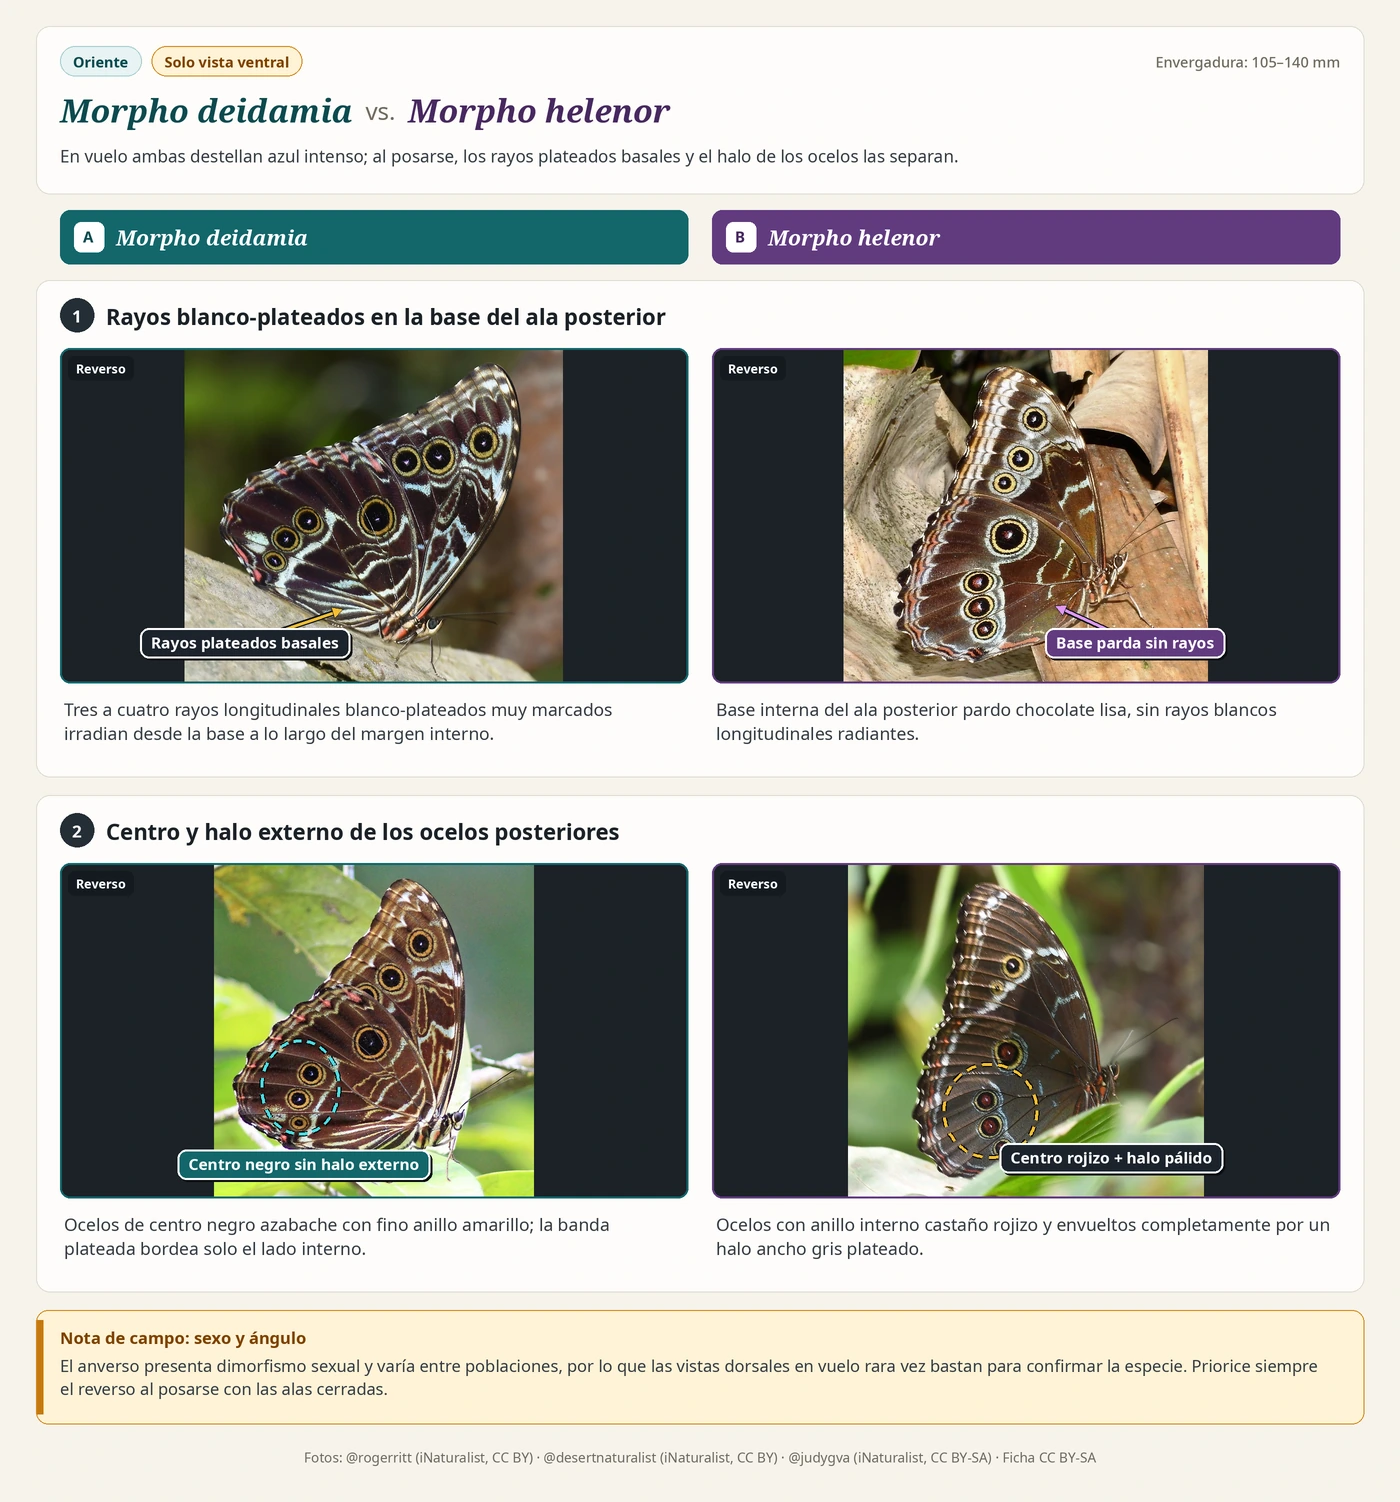 Oriente
Solo vista ventral
Envergadura: 105–140 mm
Morpho deidamia vs. Morpho helenor
En vuelo ambas destellan azul intenso; al posarse, los rayos plateados basales y el halo de los ocelos las separan.
A Morpho deidamia
B Morpho helenor
1 Rayos blanco-plateados en la base del ala posterior
Reverso
Rayos plateados basales
Reverso
Base parda sin rayos
Tres a cuatro rayos longitudinales blanco-plateados muy marcados
irradian desde la base a lo largo del margen interno.
Base interna del ala posterior pardo chocolate lisa, sin rayos blancos
longitudinales radiantes.
2 Centro y halo externo de los ocelos posteriores
Reverso
Centro negro sin halo externo
Reverso
Centro rojizo + halo pálido
Ocelos de centro negro azabache con fino anillo amarillo; la banda
plateada bordea solo el lado interno.
Ocelos con anillo interno castaño rojizo y envueltos completamente por un
halo ancho gris plateado.
Nota de campo: sexo y ángulo
El anverso presenta dimorfismo sexual y varía entre poblaciones, por lo que las vistas dorsales en vuelo rara vez bastan para confirmar la especie. Priorice siempre
el reverso al posarse con las alas cerradas.
Fotos: @rogerritt (iNaturalist, CC BY) · @desertnaturalist (iNaturalist, CC BY) · @judygva (iNaturalist, CC BY-SA) · Ficha CC BY-SA